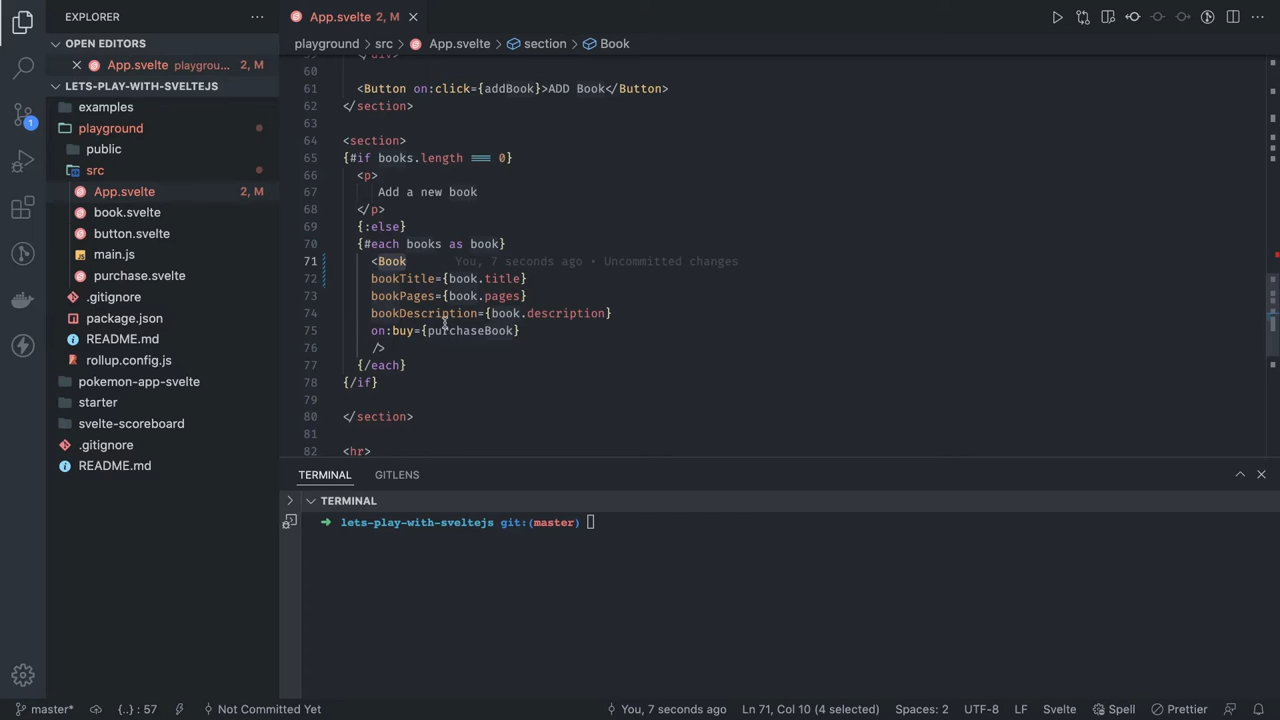 EXPLORER
OPEN EDITORS
App.svelte playgrou... 2, M
LETS-PLAY-WITH-SVELTEJS
examples
playground
public
src
App.svelte 2, M
book.svelte
button.svelte
main.js
purchase.svelte
.gitignore
package.json
README.md
rollup.config.js
pokemon-app-svelte
starter
svelte-scoreboard
.gitignore
README.md
1
App.svelte 2, M
playground > src > App.svelte > section > Book
60
61 <Button on:click={addBook}>ADD Book</Button>
62 </section>
63
64 <section>
65 {#if books.length === 0}
66 <p>
67 Add a new book
68 </p>
69 {:else}
70 {#each books as book}
71 <Book You, 7 seconds ago • Uncommitted changes
72 bookTitle={book.title}
73 bookPages={book.pages}
74 bookDescription={book.description}
75 on:buy={purchaseBook}
76 />
77 {/each}
78 {/if}
79
80 </section>
81
82 <hr>
TERMINAL GITLENS
TERMINAL
➜ lets-play-with-sveltejs git:(master)
master* {..} : 57 Not Committed Yet You, 7 seconds ago Ln 71, Col 10 (4 selected) Spaces: 2 UTF-8 LF Svelte Spell Prettier